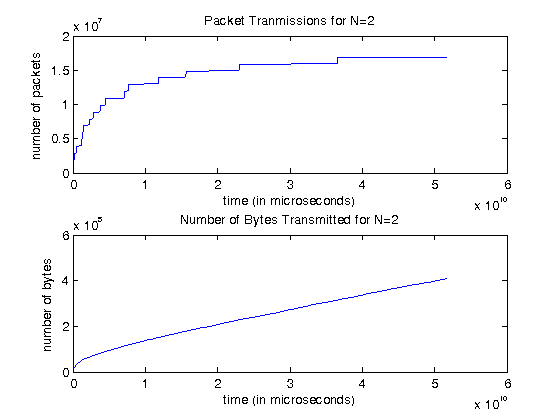 Packet Tranmissions for N=2
x 10^7
2
1.5
1
0.5
0
number of packets
0 1 2 3 4 5 6
time (in microseconds)
x 10^10
Number of Bytes Transmitted for N=2
x 10^5
6
4
2
0
number of bytes
0 1 2 3 4 5 6
time (in microseconds)
x 10^10